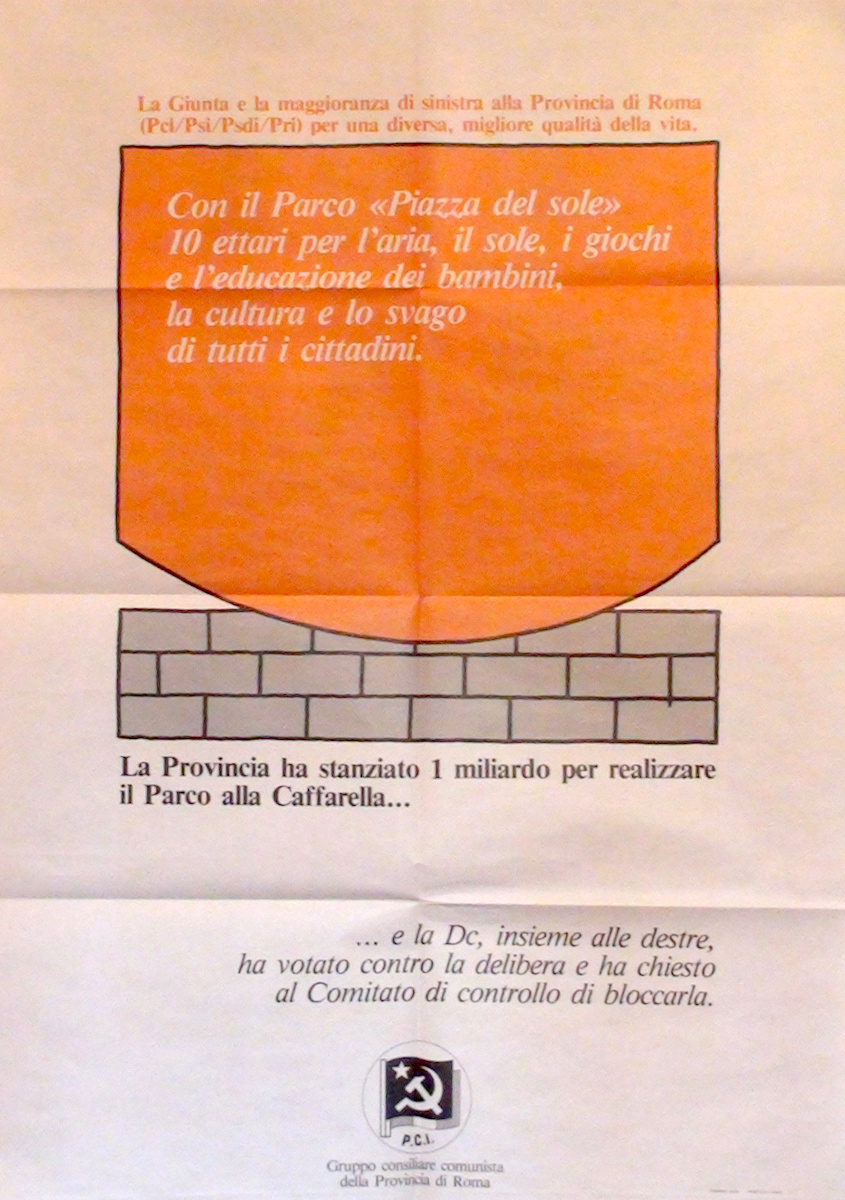 La Giunta e la maggioranza di sinistra alla Provincia di Roma
(Pci/Psi/Psdi/Pri) per una diversa, migliore qualità della vita.
Con il Parco «Piazza del sole»
10 ettari per l'aria, il sole, i giochi
e l'educazione dei bambini,
la cultura e lo svago
di tutti i cittadini.
La Provincia ha stanziato 1 miliardo per realizzare
il Parco alla Caffarella...
... e la Dc, insieme alle destre,
ha votato contro la delibera e ha chiesto
al Comitato di controllo di bloccarla.
P.C.I.
Gruppo consiliare comunista
della Provincia di Roma